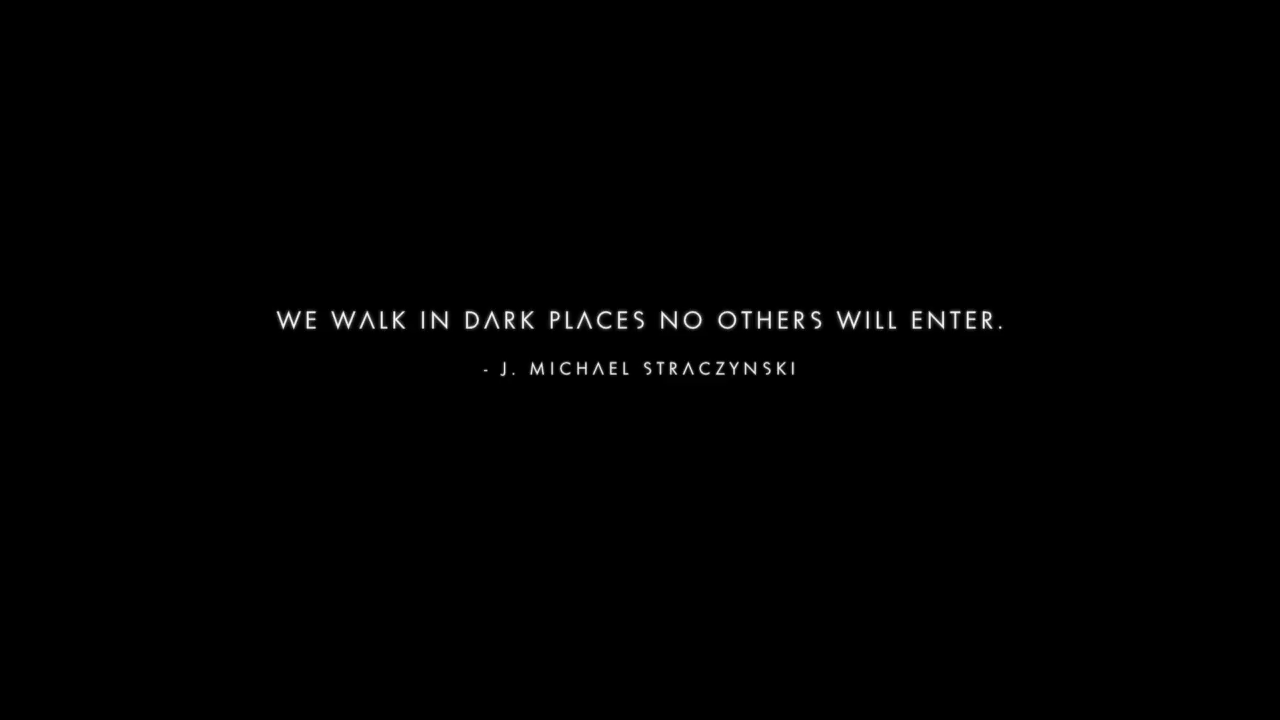 WE WALK IN DARK PLACES NO OTHERS WILL ENTER.
- J. MICHAEL STRACZYNSKI